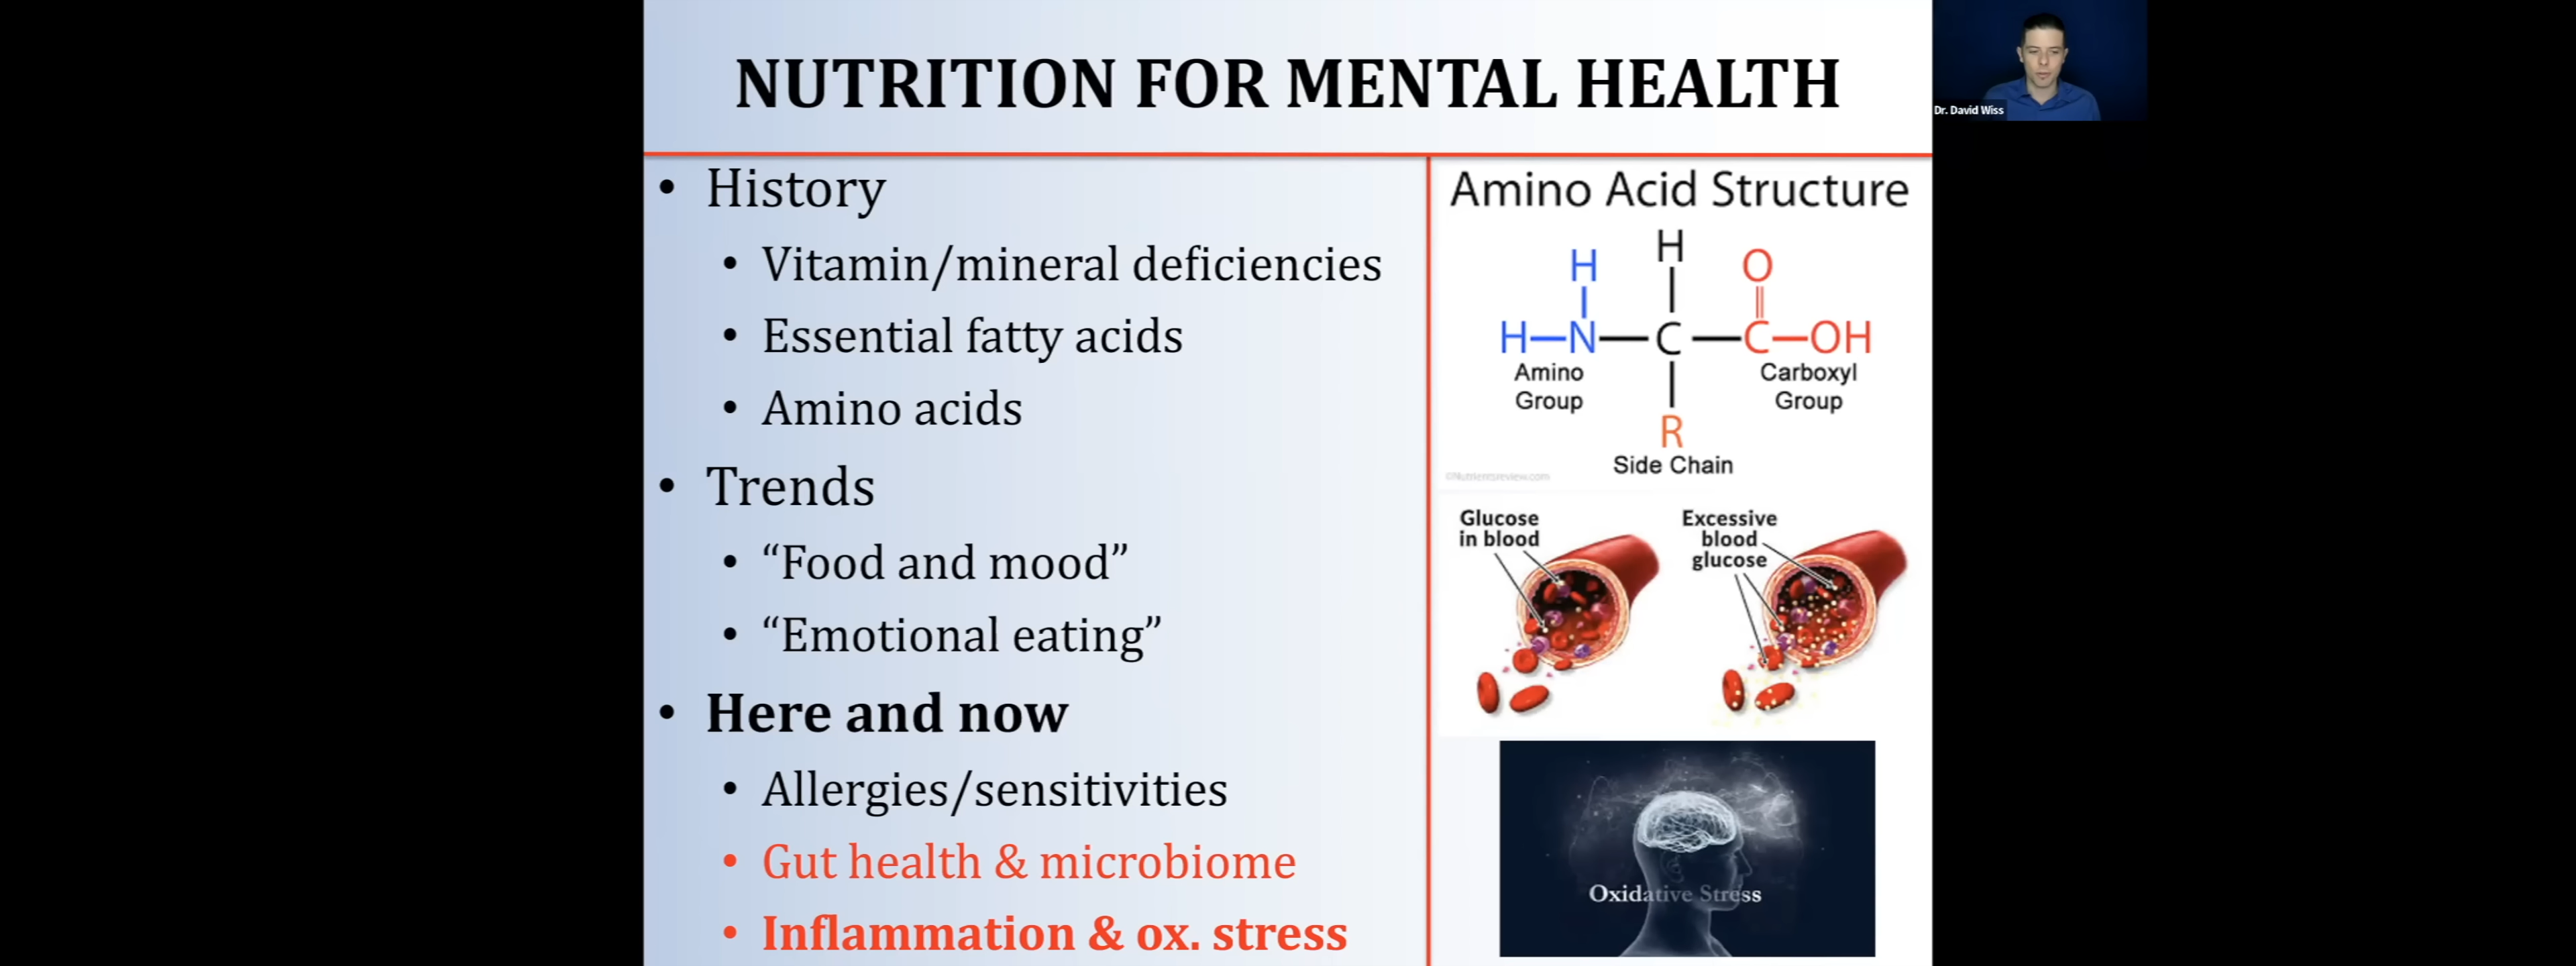 NUTRITION FOR MENTAL HEALTH
Dr. David Wiss
• History
• Vitamin/mineral deficiencies
• Essential fatty acids
• Amino acids
• Trends
• “Food and mood”
• “Emotional eating”
• Here and now
• Allergies/sensitivities
• Gut health & microbiome
• Inflammation & ox. stress
Amino Acid Structure
H
H
O
H—N—C—C—OH
Amino
Group
Carboxyl
Group
R
Side Chain
©Nutrientsreview.com
Glucose
in blood
Excessive
blood
glucose
Oxidative Stress